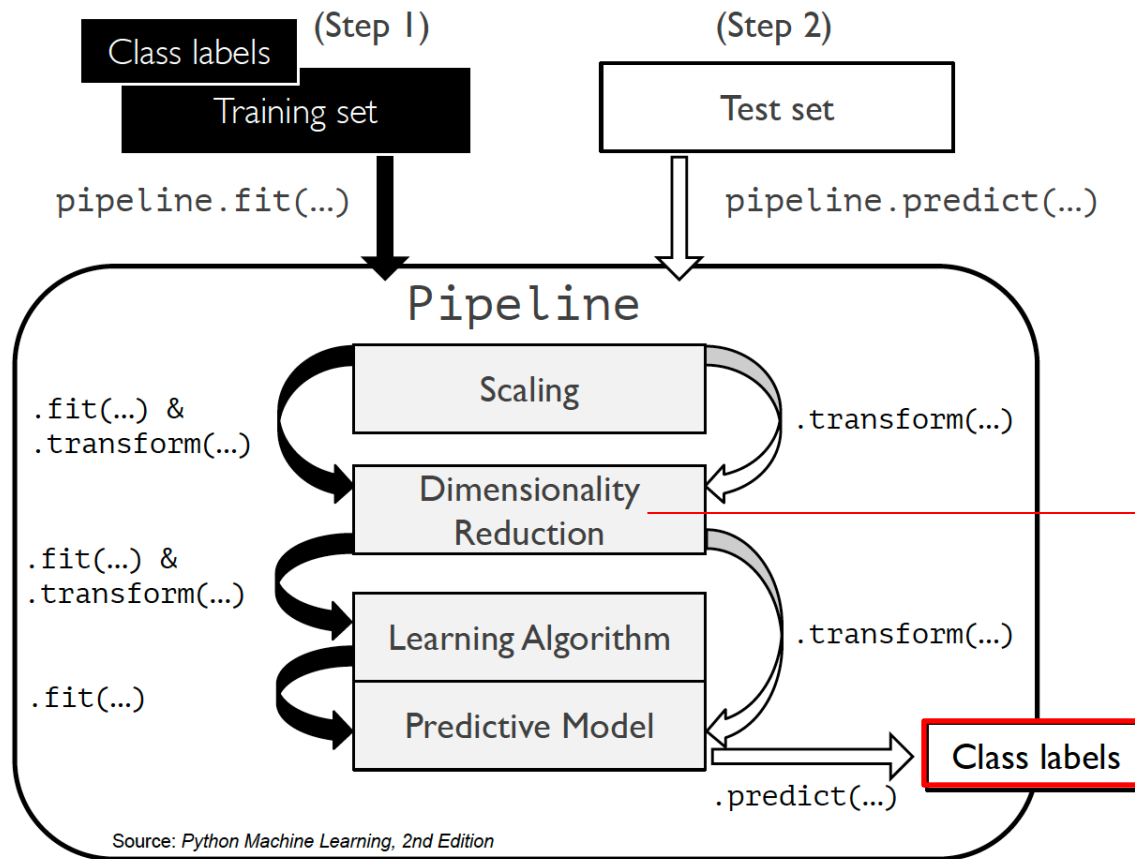 (Step 1)
(Step 2)
Class labels
Training set
Test set
pipeline.fit(…)
pipeline.predict(…)
Pipeline
Scaling
.fit(…) &
.transform(…)
.transform(…)
Dimensionality
Reduction
.fit(…) &
.transform(…)
.transform(…)
Learning Algorithm
.fit(…)
Predictive Model
Class labels
.predict(…)
Source: Python Machine Learning, 2nd Edition